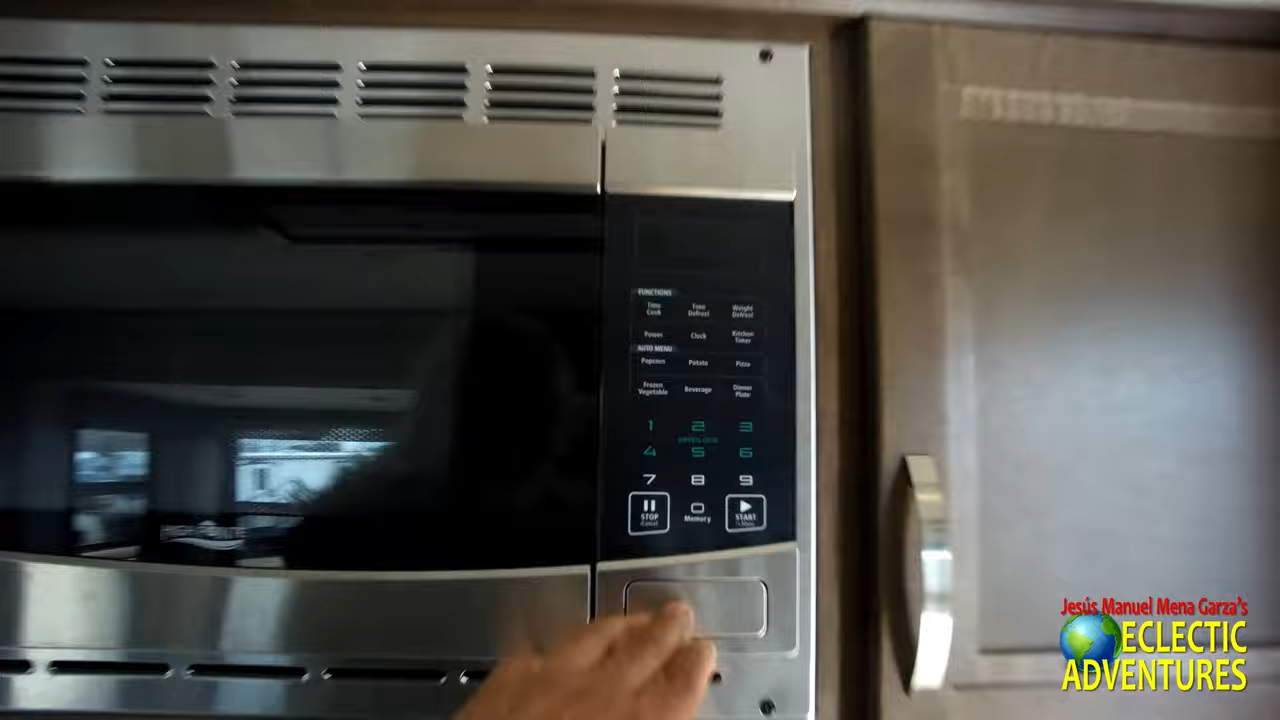 FUNCTIONS
Time Cook
Time Defrost
Weight Defrost
Power
Clock
Kitchen Timer
AUTO MENU
Popcorn
Potato
Pizza
Frozen Vegetable
Beverage
Dinner Plate
1 2 3
4 5 6
7 8 9
STOP
Cancel
0
Memory
START
Jesús Manuel Mena Garza's
ECLECTIC
ADVENTURES